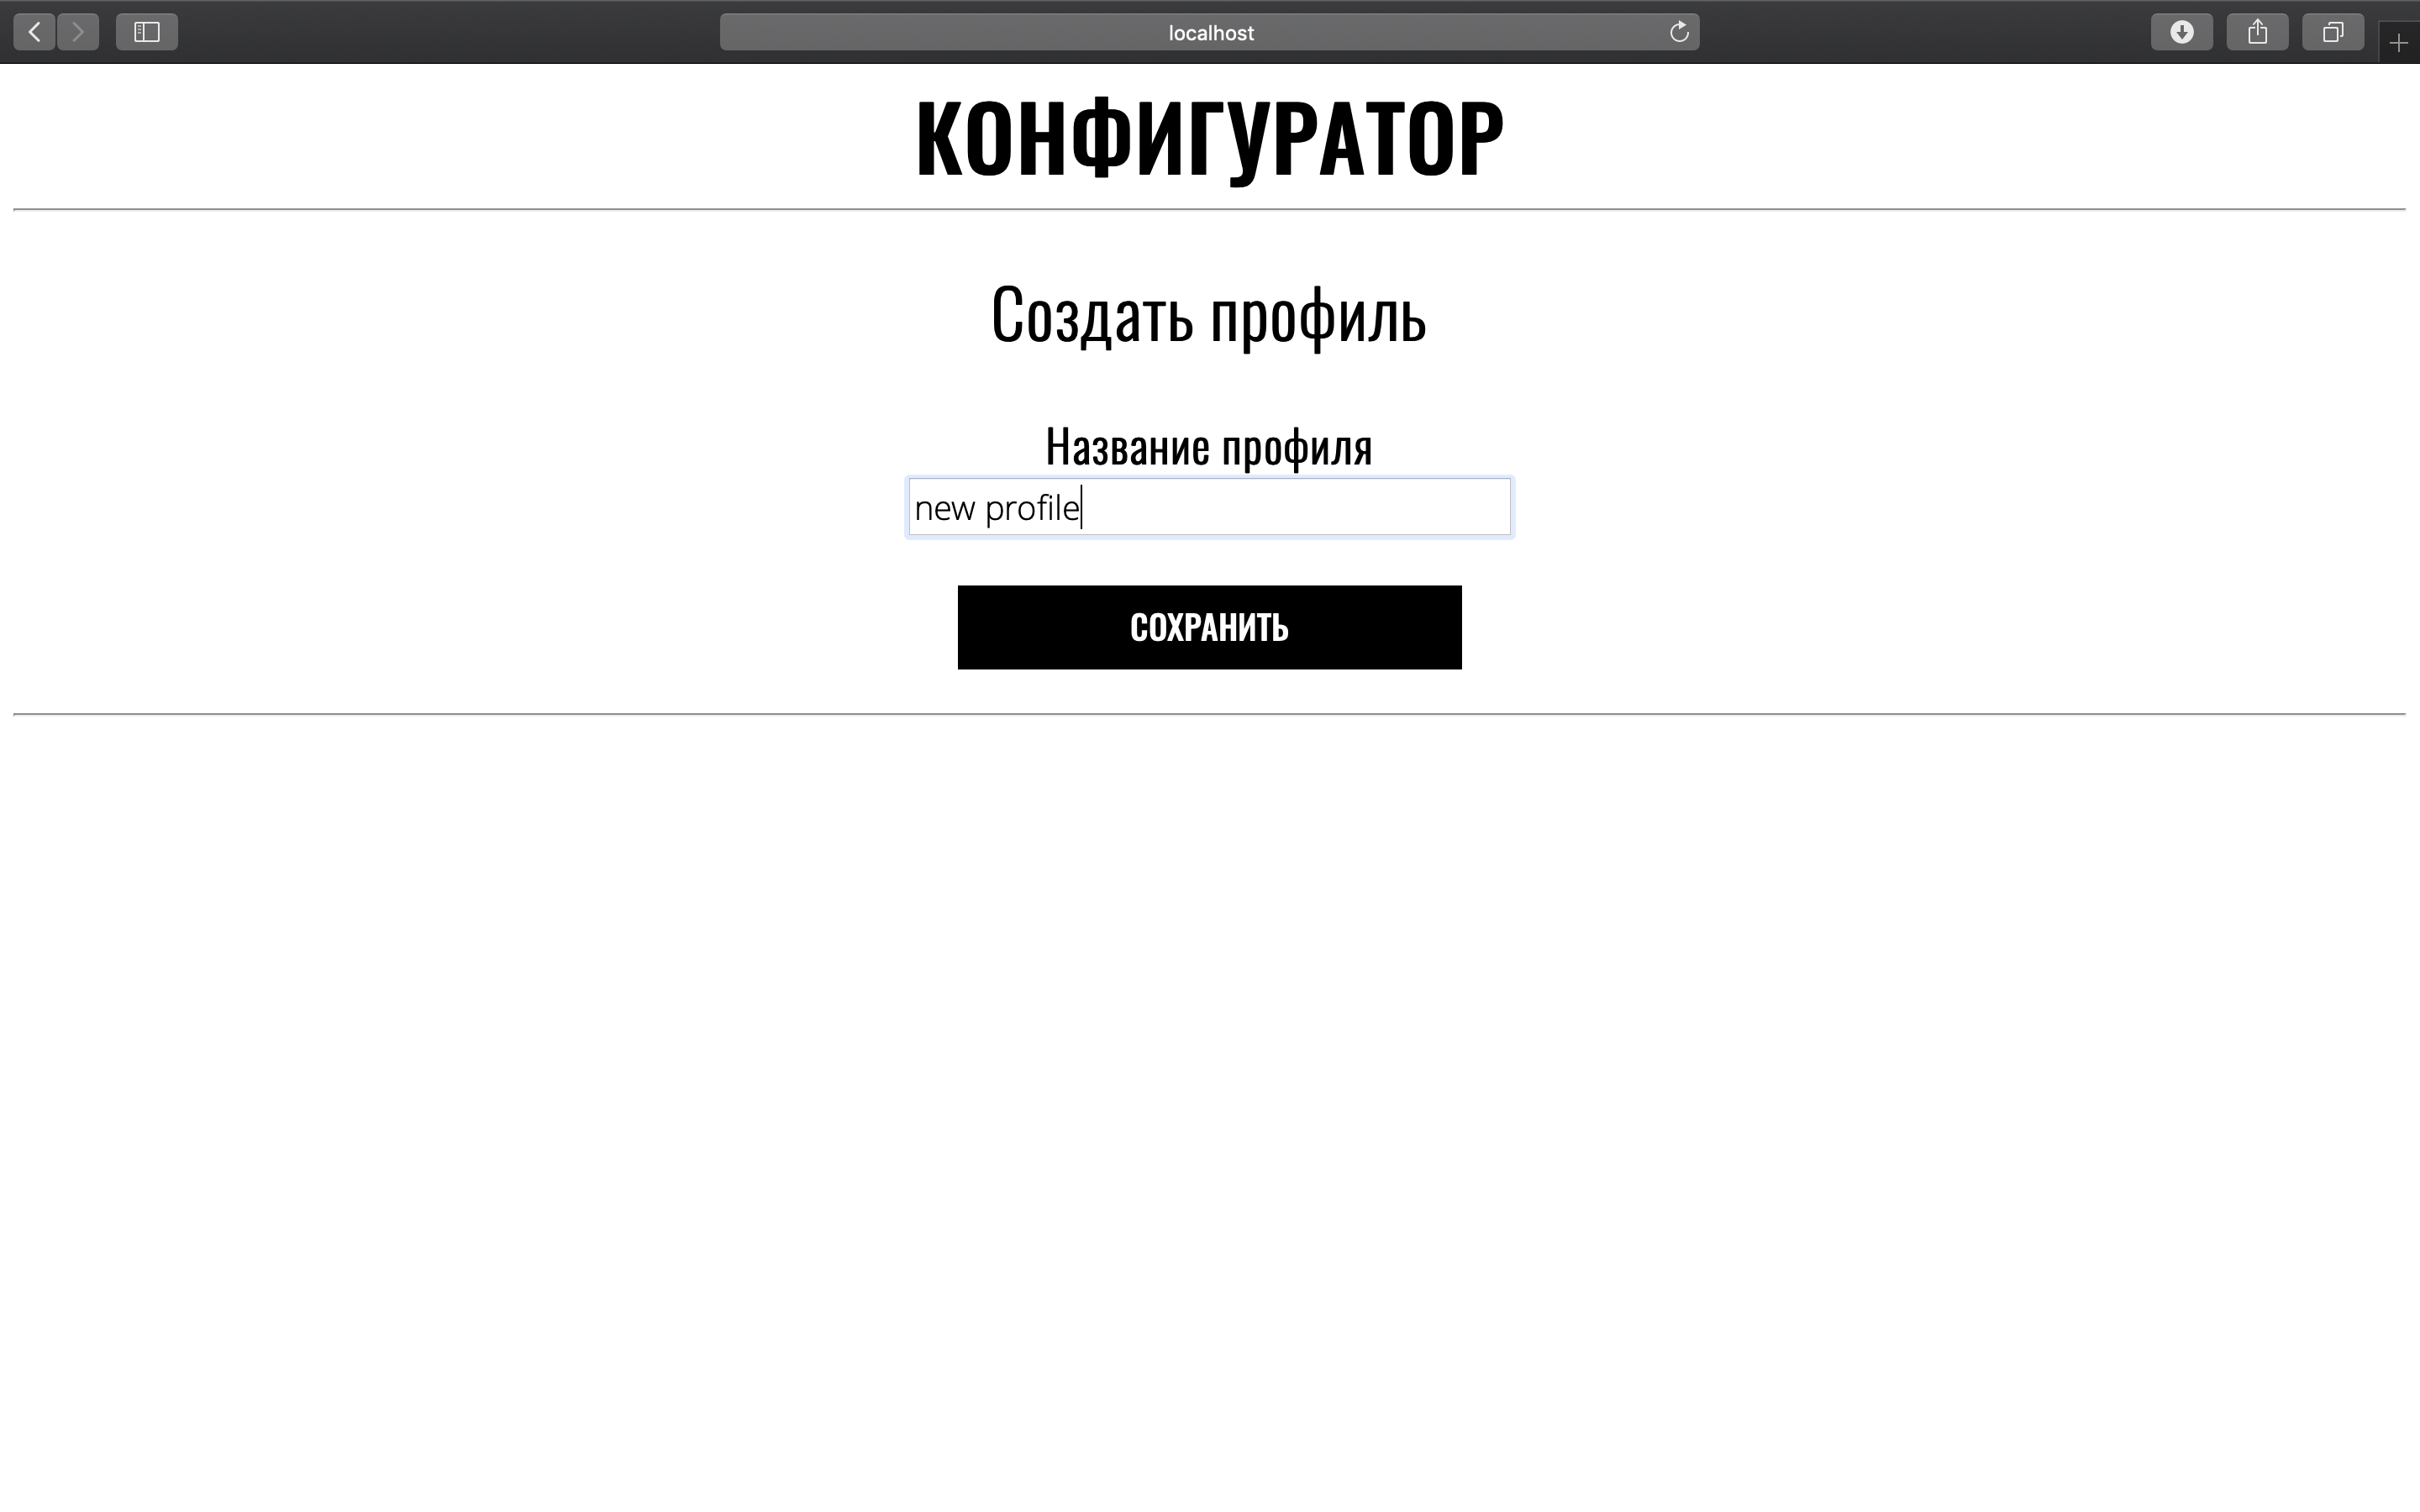 localhost
КОНФИГУРАТОР
Создать профиль
Название профиля
new profile
СОХРАНИТЬ